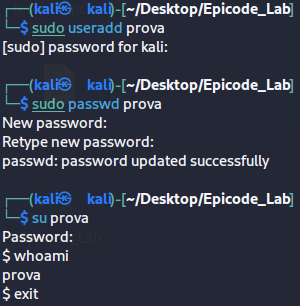 ┌──(kali㉿ kali)-[~/Desktop/Epicode_Lab]
└─$ sudo useradd prova
[sudo] password for kali:
┌──(kali㉿ kali)-[~/Desktop/Epicode_Lab]
└─$ sudo passwd prova
New password:
Retype new password:
passwd: password updated successfully
┌──(kali㉿ kali)-[~/Desktop/Epicode_Lab]
└─$ su prova
Password:
$ whoami
prova
$ exit